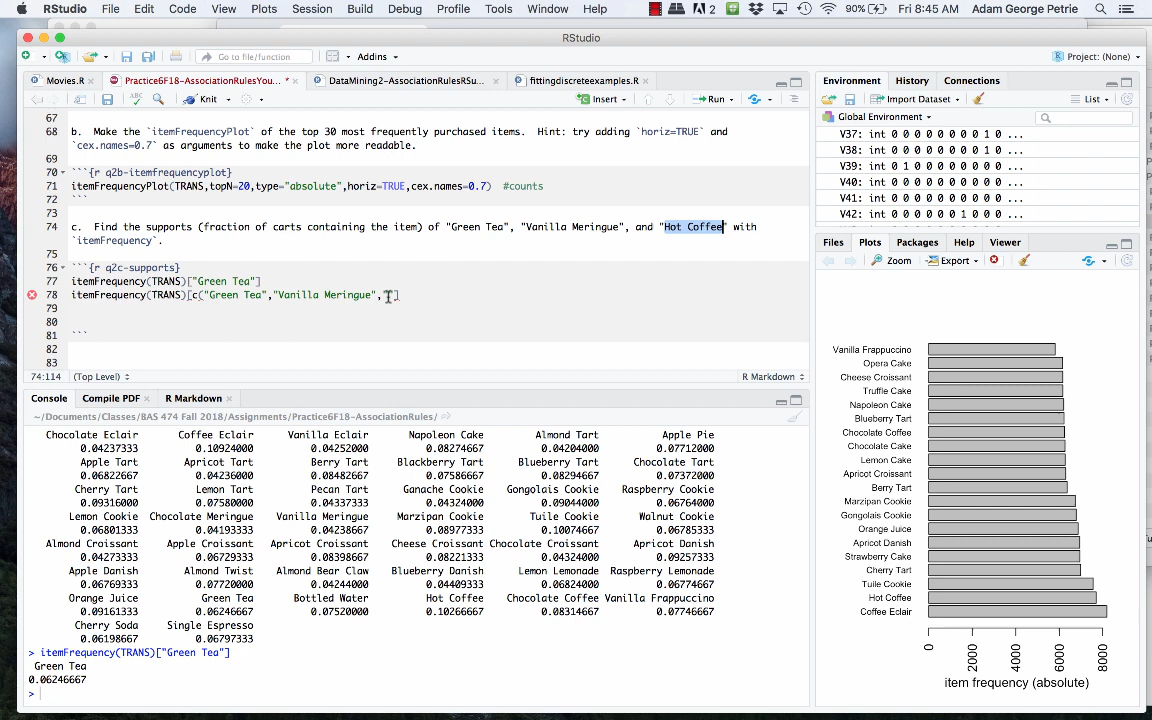 RStudio File Edit Code View Plots Session Build Debug Profile Tools Window Help 2 90% Fri 8:45 AM Adam George Petrie
RStudio
Go to file/function Addins Project: (None)
Movies.R Practice6F18-AssociationRulesYou... * DataMining2-AssociationRulesRSu... fittingdiscreteexamples.R
ABC Knit Insert Run
67
68 b. Make the `itemFrequencyPlot` of the top 30 most frequently purchased items. Hint: try adding `horiz=TRUE` and
`cex.names=0.7` as arguments to make the plot more readable.
69
70 ```{r q2b-itemfrequencyplot}
71 itemFrequencyPlot(TRANS,topN=20,type="absolute",horiz=TRUE,cex.names=0.7) #counts
72 ```
73
74 c. Find the supports (fraction of carts containing the item) of "Green Tea", "Vanilla Meringue", and "Hot Coffee" with
`itemFrequency`.
75
76 ```{r q2c-supports}
77 itemFrequency(TRANS)["Green Tea"]
78 itemFrequency(TRANS)[c("Green Tea","Vanilla Meringue",""]
79
80
81 ```
82
83
74:114 (Top Level) R Markdown
Console Compile PDF R Markdown
~/Documents/Classes/BAS 474 Fall 2018/Assignments/Practice6F18-AssociationRules/
Chocolate Eclair Coffee Eclair Vanilla Eclair Napoleon Cake Almond Tart Apple Pie
0.04237333 0.10924000 0.04252000 0.08274667 0.04204000 0.07712000
Apple Tart Apricot Tart Berry Tart Blackberry Tart Blueberry Tart Chocolate Tart
0.06822667 0.04236000 0.08482667 0.07586667 0.08294667 0.07372000
Cherry Tart Lemon Tart Pecan Tart Ganache Cookie Gongolais Cookie Raspberry Cookie
0.09316000 0.07580000 0.04337333 0.04324000 0.09044000 0.06764000
Lemon Cookie Chocolate Meringue Vanilla Meringue Marzipan Cookie Tuile Cookie Walnut Cookie
0.06801333 0.04193333 0.04238667 0.08977333 0.10074667 0.06785333
Almond Croissant Apple Croissant Apricot Croissant Cheese Croissant Chocolate Croissant Apricot Danish
0.04273333 0.06729333 0.08398667 0.08221333 0.04324000 0.09257333
Apple Danish Almond Twist Almond Bear Claw Blueberry Danish Lemon Lemonade Raspberry Lemonade
0.06769333 0.07720000 0.04244000 0.04409333 0.06824000 0.06774667
Orange Juice Green Tea Bottled Water Hot Coffee Chocolate Coffee Vanilla Frappuccino
0.09161333 0.06246667 0.07520000 0.10266667 0.08314667 0.07746667
Cherry Soda Single Espresso
0.06198667 0.06797333
> itemFrequency(TRANS)["Green Tea"]
Green Tea
0.06246667
>
Environment History Connections
Import Dataset List
Global Environment
V37: int 0 0 0 0 0 0 0 0 1 0 ...
V38: int 0 0 0 0 0 0 0 0 1 0 ...
V39: int 0 1 0 0 0 0 0 0 0 0 ...
V40: int 0 0 0 0 0 0 0 0 0 0 ...
V41: int 0 0 0 0 0 0 0 0 0 0 ...
V42: int 0 0 0 0 0 0 1 0 0 0 ...
Files Plots Packages Help Viewer
Zoom Export
Vanilla Frappuccino
Opera Cake
Cheese Croissant
Truffle Cake
Napoleon Cake
Blueberry Tart
Chocolate Coffee
Chocolate Cake
Lemon Cake
Apricot Croissant
Berry Tart
Marzipan Cookie
Gongolais Cookie
Orange Juice
Apricot Danish
Strawberry Cake
Cherry Tart
Tuile Cookie
Hot Coffee
Coffee Eclair
0 2000 4000 6000 8000
item frequency (absolute)